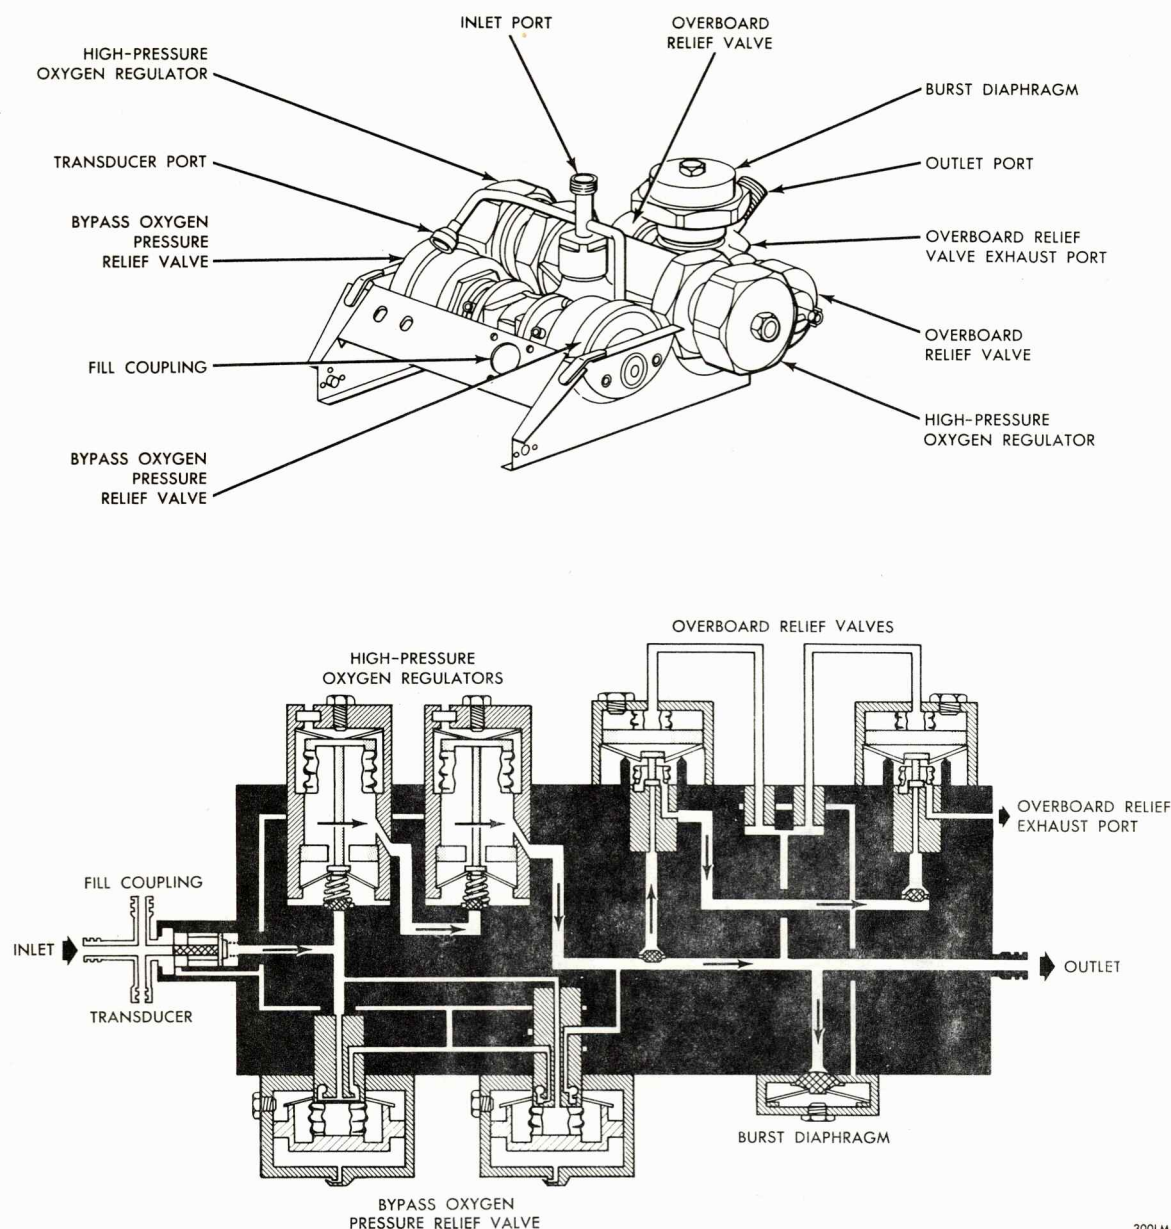 INLET PORT
OVERBOARD
RELIEF VALVE
HIGH-PRESSURE
OXYGEN REGULATOR
BURST DIAPHRAGM
TRANSDUCER PORT
OUTLET PORT
BYPASS OXYGEN
PRESSURE
RELIEF VALVE
OVERBOARD RELIEF
VALVE EXHAUST PORT
OVERBOARD
RELIEF VALVE
FILL COUPLING
HIGH-PRESSURE
OXYGEN REGULATOR
BYPASS OXYGEN
PRESSURE
RELIEF VALVE
OVERBOARD RELIEF VALVES
HIGH-PRESSURE
OXYGEN REGULATORS
OVERBOARD RELIEF
EXHAUST PORT
FILL COUPLING
INLET
OUTLET
TRANSDUCER
BURST DIAPHRAGM
BYPASS OXYGEN
PRESSURE RELIEF VALVE